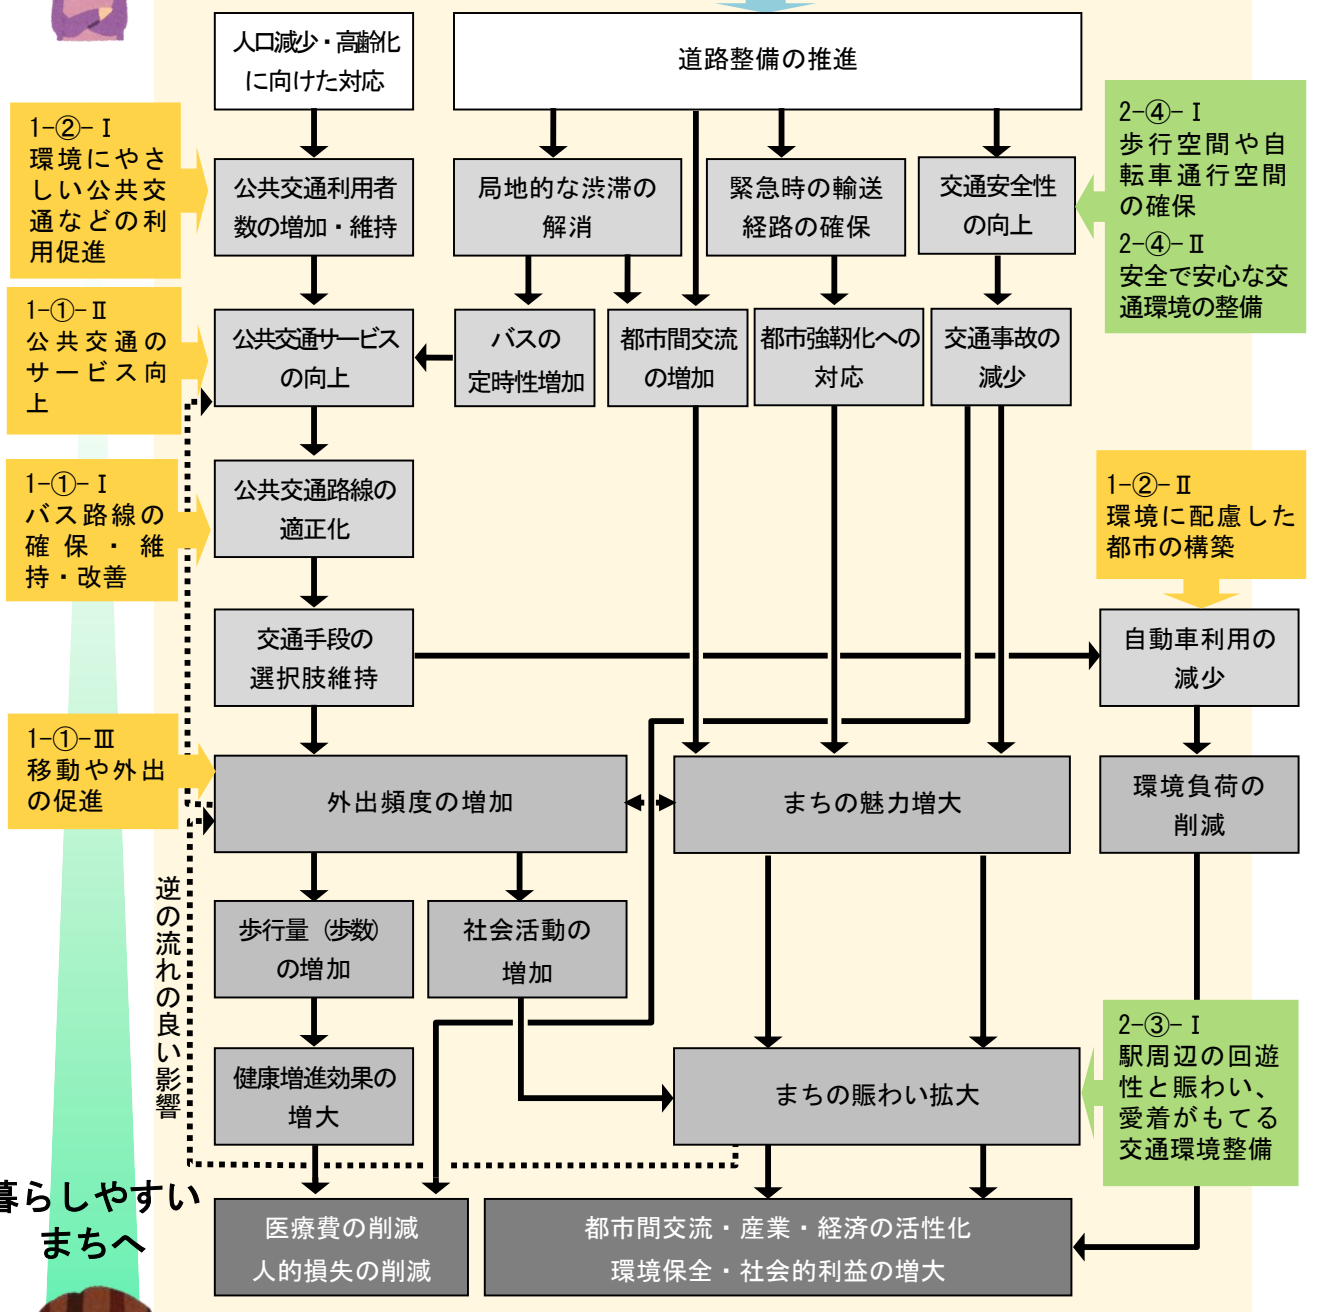 人口減少・高齢化
に向けた対応
道路整備の推進
1-②-Ⅰ
環境にやさ
しい公共交
通などの利
用促進
公共交通利用者
数の増加・維持
局地的な渋滞の
解消
緊急時の輸送
経路の確保
交通安全性
の向上
2-④-Ⅰ
歩行空間や自
転車通行空間
の確保
2-④-Ⅱ
安全で安心な交
通環境の整備
1-①-Ⅱ
公共交通の
サービス向
上
公共交通サービス
の向上
バスの
定時性増加
都市間交流
の増加
都市強靭化への
対応
交通事故の
減少
1-①-Ⅰ
バス路線の
確保・維
持・改善
公共交通路線の
適正化
1-②-Ⅱ
環境に配慮した
都市の構築
交通手段の
選択肢維持
自動車利用の
減少
1-①-Ⅲ
移動や外出
の促進
外出頻度の増加
まちの魅力増大
環境負荷の
削減
逆の流れの良い影響
歩行量（歩数）
の増加
社会活動の
増加
健康増進効果の
増大
まちの賑わい拡大
2-③-Ⅰ
駅周辺の回遊
性と賑わい、
愛着がもてる
交通環境整備
暮らしやすい
まちへ
医療費の削減
人的損失の削減
都市間交流・産業・経済の活性化
環境保全・社会的利益の増大